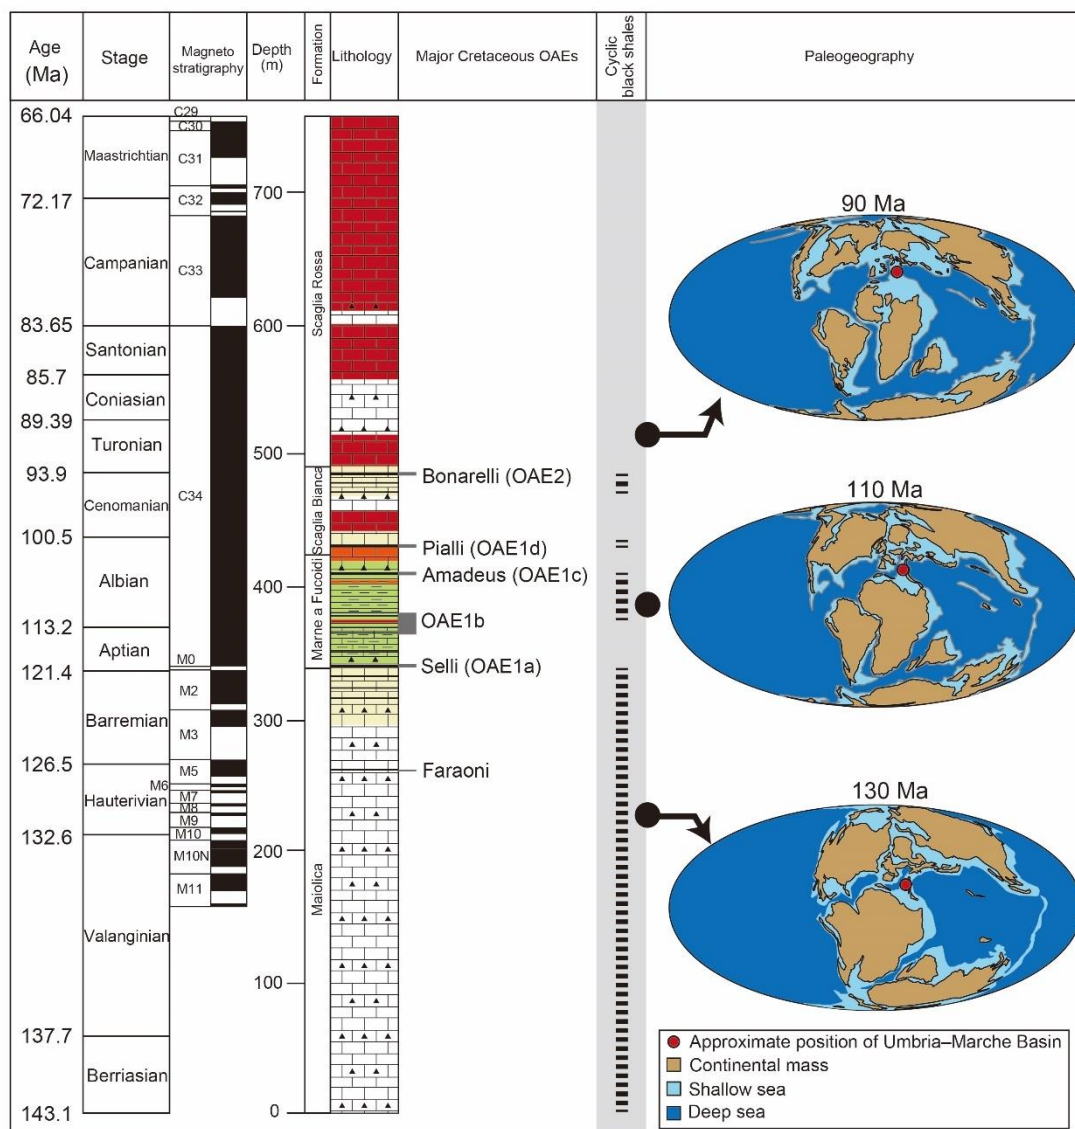 Age
(Ma)
Stage
Magneto
stratigraphy
Depth
(m)
Formation
Lithology
Major Cretaceous OAEs
Cyclic
black shales
Paleogeography
66.04
72.17
83.65
85.7
89.39
93.9
100.5
113.2
121.4
126.5
132.6
137.7
143.1
Maastrichtian
Campanian
Santonian
Coniasian
Turonian
Cenomanian
Albian
Aptian
Barremian
Hauterivian
Valanginian
Berriasian
C29
C30
C31
C32
C33
C34
M0
M2
M3
M5
M6
M7
M8
M9
M10
M10N
M11
700
600
500
400
300
200
100
0
Scaglia Rossa
Scaglia Bianca
Marne a Fucoidi
Maiolica
Bonarelli (OAE2)
Pialli (OAE1d)
Amadeus (OAE1c)
OAE1b
Selli (OAE1a)
Faraoni
90 Ma
110 Ma
130 Ma
Approximate position of Umbria–Marche Basin
Continental mass
Shallow sea
Deep sea